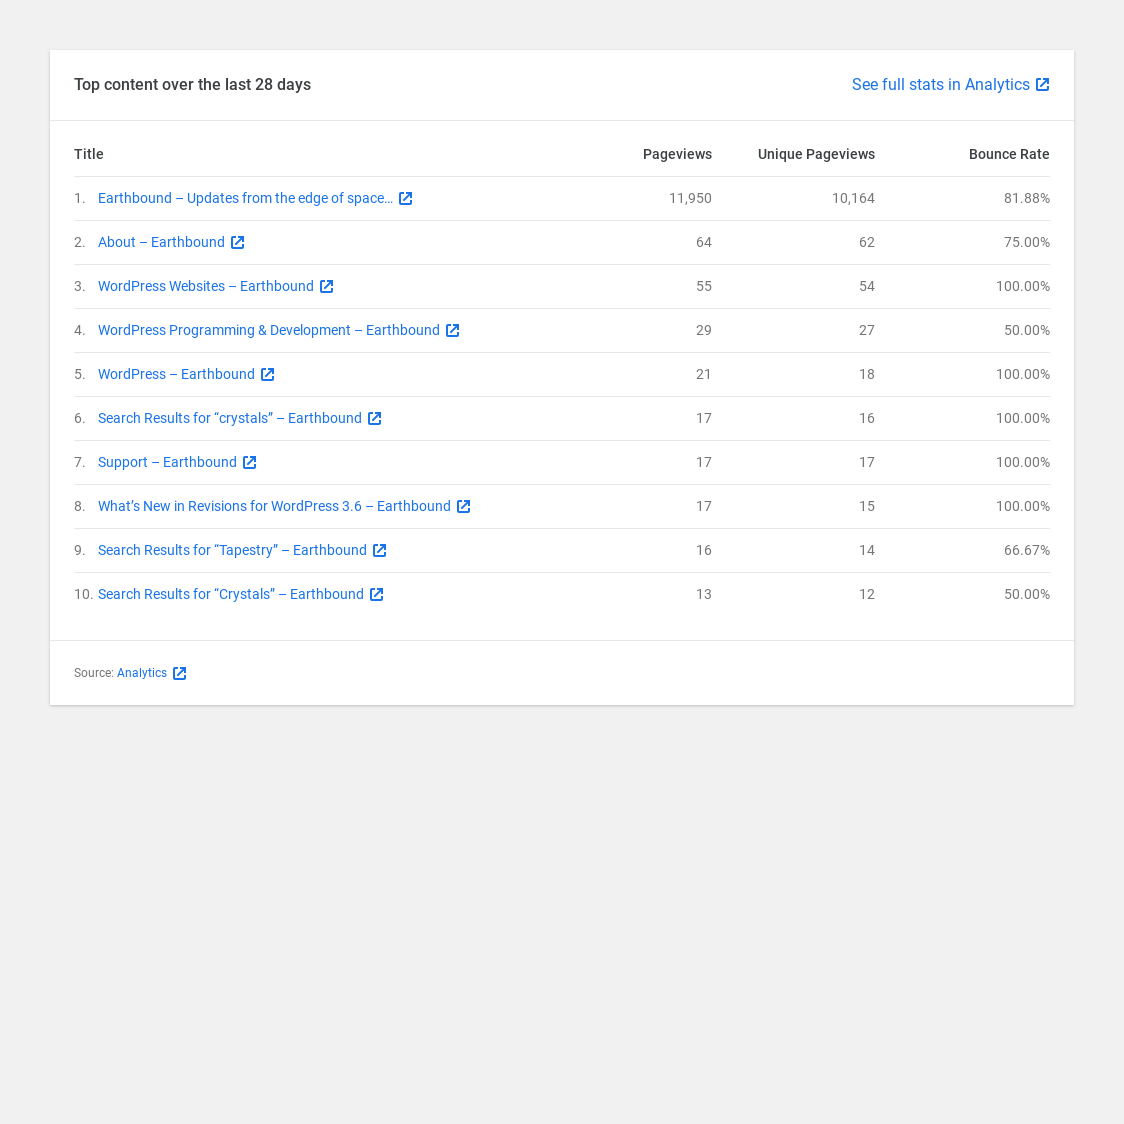 Top content over the last 28 days See full stats in Analytics
Title Pageviews Unique Pageviews Bounce Rate
1. Earthbound – Updates from the edge of space… 11,950 10,164 81.88%
2. About – Earthbound 64 62 75.00%
3. WordPress Websites – Earthbound 55 54 100.00%
4. WordPress Programming & Development – Earthbound 29 27 50.00%
5. WordPress – Earthbound 21 18 100.00%
6. Search Results for “crystals” – Earthbound 17 16 100.00%
7. Support – Earthbound 17 17 100.00%
8. What’s New in Revisions for WordPress 3.6 – Earthbound 17 15 100.00%
9. Search Results for “Tapestry” – Earthbound 16 14 66.67%
10. Search Results for “Crystals” – Earthbound 13 12 50.00%
Source: Analytics